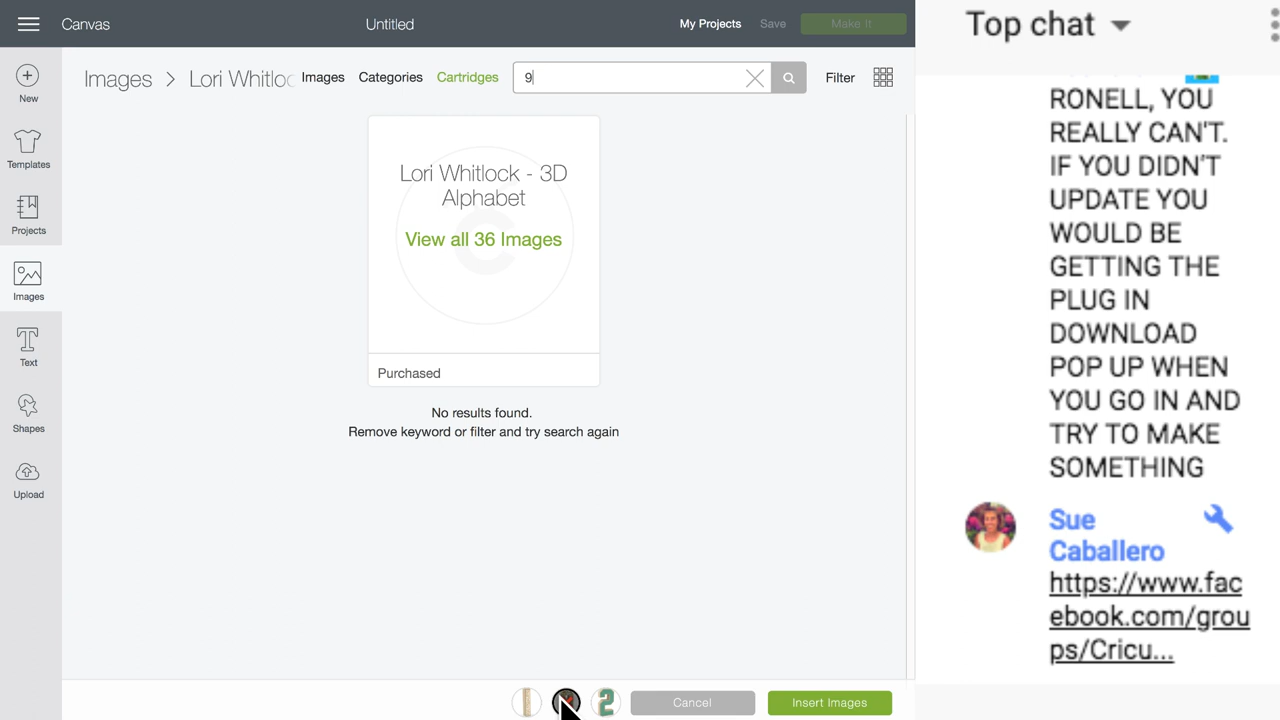 Canvas
Untitled
My Projects
Save
Make It
New
Templates
Projects
Images
Text
Shapes
Upload
Images > Lori Whitloc
Images
Categories
Cartridges
9
Filter
Lori Whitlock - 3D
Alphabet
View all 36 Images
Purchased
No results found.
Remove keyword or filter and try search again
2
Cancel
Insert Images
Top chat
RONELL, YOU
REALLY CAN'T.
IF YOU DIDN'T
UPDATE YOU
WOULD BE
GETTING THE
PLUG IN
DOWNLOAD
POP UP WHEN
YOU GO IN AND
TRY TO MAKE
SOMETHING
Sue
Caballero
https://www.fac
ebook.com/grou
ps/Cricu...